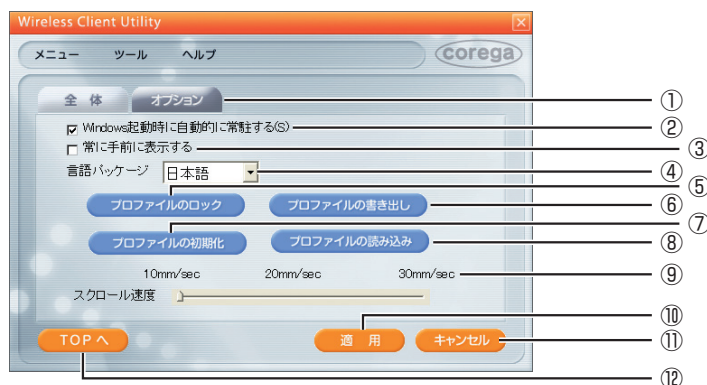 Wireless Client Utility
メニュー ツール ヘルプ corega
全 体 オプション ①
Windows起動時に自動的に常駐する(S) ②
常に手前に表示する ③
言語パッケージ 日本語 ④
プロファイルのロック ⑤
プロファイルの書き出し ⑥
プロファイルの初期化 ⑦
プロファイルの読み込み ⑧
10mm/sec 20mm/sec 30mm/sec ⑨
スクロール速度
TOPへ 適 用 ⑩
キャンセル ⑪
⑫